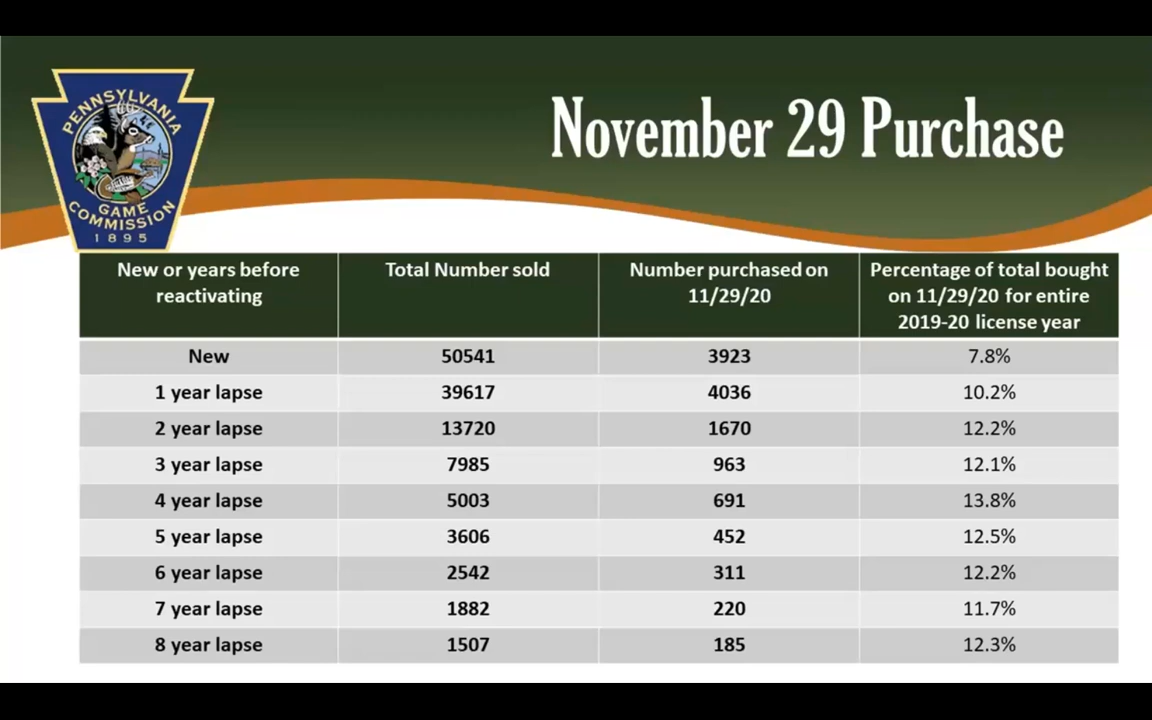 PENNSYLVANIA
GAME
COMMISSION
1895
November 29 Purchase
New or years before reactivating Total Number sold Number purchased on 11/29/20 Percentage of total bought on 11/29/20 for entire 2019-20 license year
New 50541 3923 7.8%
1 year lapse 39617 4036 10.2%
2 year lapse 13720 1670 12.2%
3 year lapse 7985 963 12.1%
4 year lapse 5003 691 13.8%
5 year lapse 3606 452 12.5%
6 year lapse 2542 311 12.2%
7 year lapse 1882 220 11.7%
8 year lapse 1507 185 12.3%